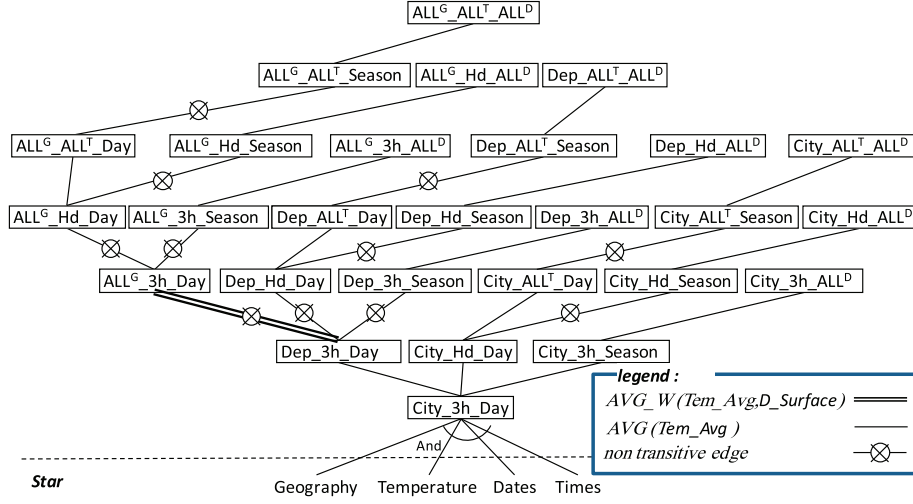 ALLᴳ_ALLᵀ_ALLᴰ
ALLᴳ_ALLᵀ_Season ALLᴳ_Hd_ALLᴰ Dep_ALLᵀ_ALLᴰ
ALLᴳ_ALLᵀ_Day ALLᴳ_Hd_Season ALLᴳ_3h_ALLᴰ Dep_ALLᵀ_Season Dep_Hd_ALLᴰ City_ALLᵀ_ALLᴰ
ALLᴳ_Hd_Day ALLᴳ_3h_Season Dep_ALLᵀ_Day Dep_Hd_Season Dep_3h_ALLᴰ City_ALLᵀ_Season City_Hd_ALLᴰ
ALLᴳ_3h_Day Dep_Hd_Day Dep_3h_Season City_ALLᵀ_Day City_Hd_Season City_3h_ALLᴰ
Dep_3h_Day City_Hd_Day City_3h_Season
City_3h_Day
And
Star
Geography Temperature Dates Times
legend :
AVG_W (Tem_Avg,D_Surface)
AVG (Tem_Avg )
non transitive edge